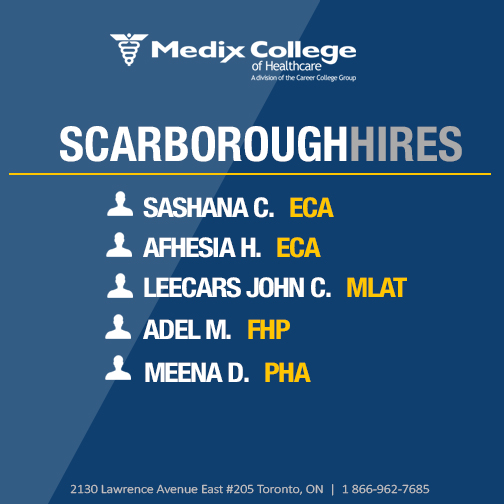 Medix College
of Healthcare
A division of the Career College Group
SCARBOROUGHHIRES
SASHANA C. ECA
AFHESIA H. ECA
LEECARS JOHN C. MLAT
ADEL M. FHP
MEENA D. PHA
2130 Lawrence Avenue East #205 Toronto, ON | 1 866-962-7685